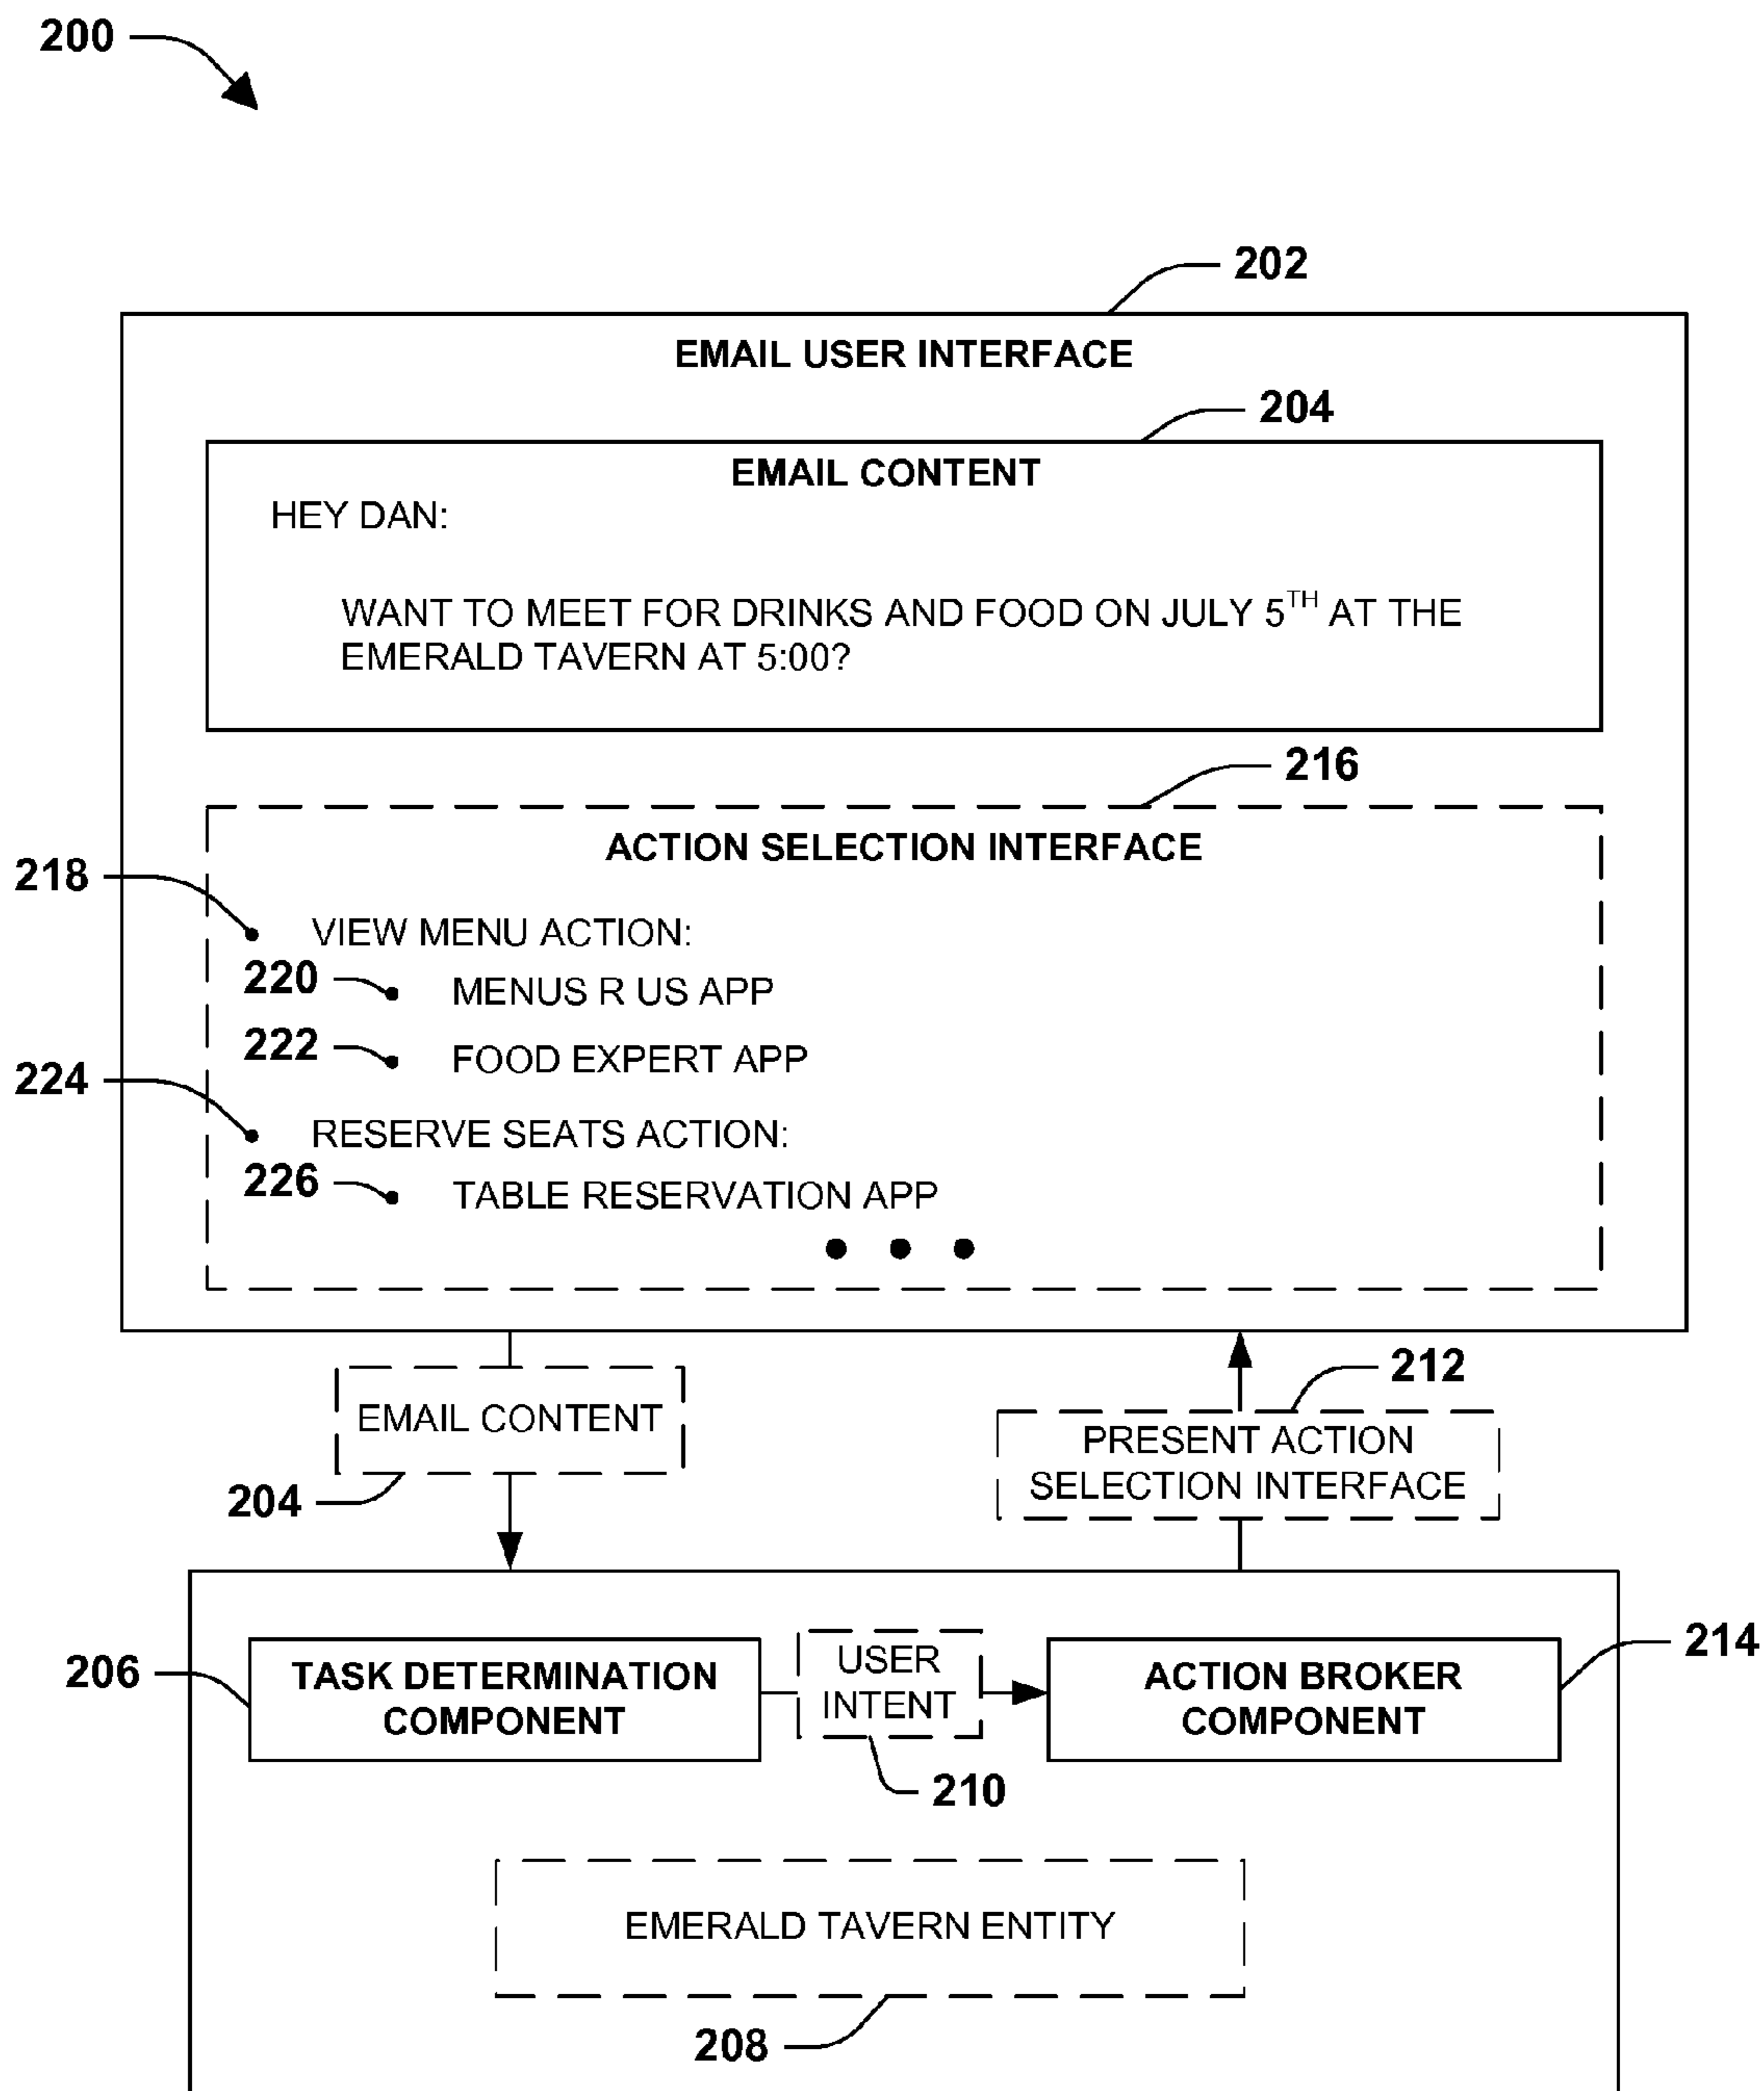 200
202
EMAIL USER INTERFACE
204
EMAIL CONTENT
HEY DAN:
WANT TO MEET FOR DRINKS AND FOOD ON JULY 5TH AT THE
EMERALD TAVERN AT 5:00?
216
ACTION SELECTION INTERFACE
218
VIEW MENU ACTION:
220
MENUS R US APP
222
FOOD EXPERT APP
224
RESERVE SEATS ACTION:
226
TABLE RESERVATION APP
EMAIL CONTENT
204
212
PRESENT ACTION
SELECTION INTERFACE
206
TASK DETERMINATION
COMPONENT
USER
INTENT
210
ACTION BROKER
COMPONENT
214
EMERALD TAVERN ENTITY
208